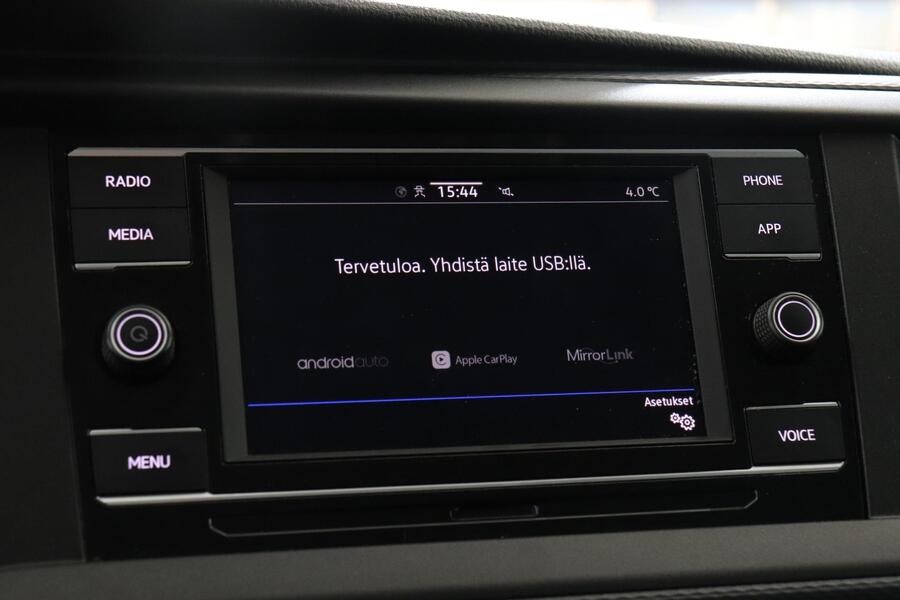 RADIO
MEDIA
MENU
15:44
4.0 °C
Tervetuloa. Yhdistä laite USB:llä.
androidauto
Apple CarPlay
MirrorLink
Asetukset
PHONE
APP
VOICE